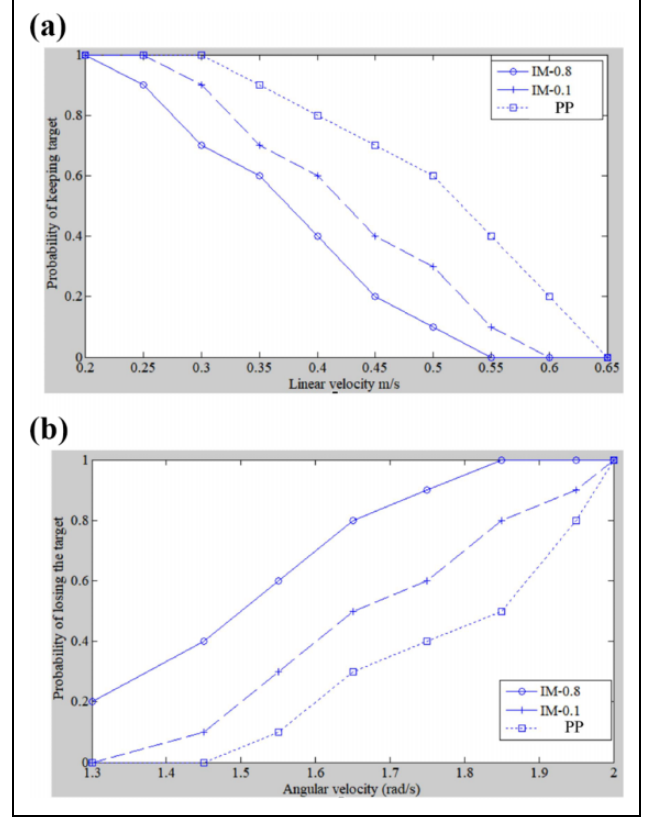 (a)
1
0.8
0.6
0.4
0.2
0
Probability of keeping target
IM-0.8
IM-0.1
PP
0.2 0.25 0.3 0.35 0.4 0.45 0.5 0.55 0.6 0.65
Linear velocity m/s
(b)
1
0.8
0.6
0.4
0.2
0
Probability of losing the target
IM-0.8
IM-0.1
PP
1.3 1.4 1.5 1.6 1.7 1.8 1.9 2
Angular velocity (rad/s)